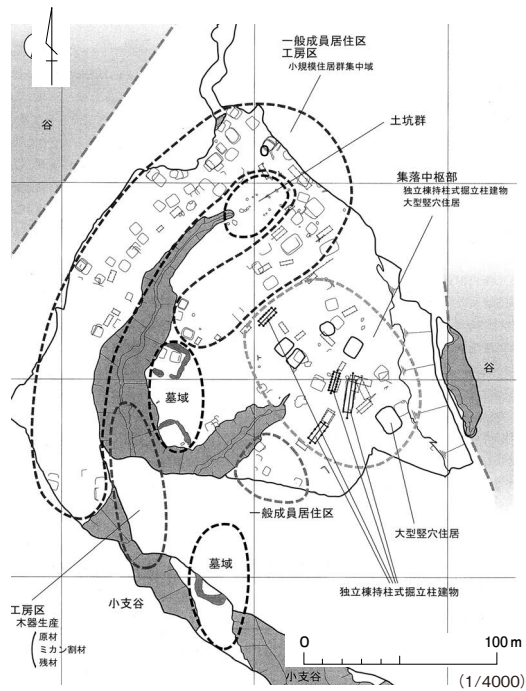 一般成員居住区
工房区
小規模住居群集中域
土坑群
谷
集落中枢部
独立棟持柱式掘立柱建物
大型竪穴住居
谷
墓域
一般成員居住区
大型竪穴住居
墓域
独立棟持柱式掘立柱建物
小支谷
工房区
木器生産
原材
ミカン割材
残材
小支谷
0 100m
(1/4000)